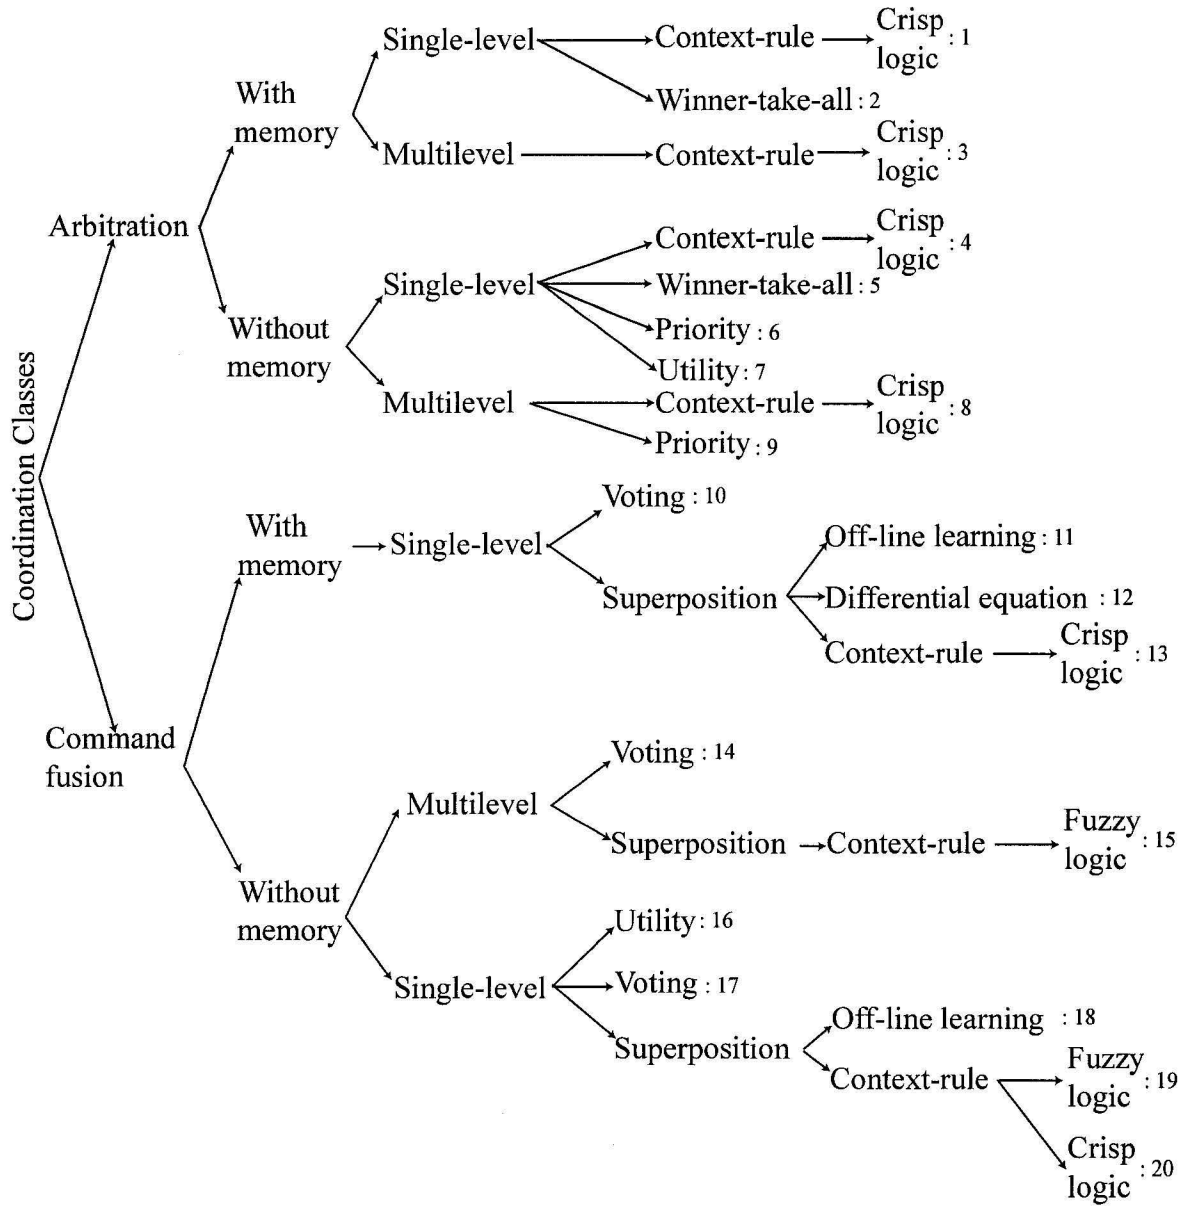 Coordination Classes
Arbitration
With
memory
Single-level
Context-rule
Crisp
logic : 1
Winner-take-all : 2
Multilevel
Context-rule
Crisp
logic : 3
Without
memory
Single-level
Context-rule
Crisp
logic : 4
Winner-take-all : 5
Priority : 6
Utility : 7
Multilevel
Context-rule
Crisp
logic : 8
Priority : 9
Command
fusion
With
memory
Single-level
Voting : 10
Superposition
Off-line learning : 11
Differential equation : 12
Context-rule
Crisp
logic : 13
Without
memory
Multilevel
Voting : 14
Superposition
Context-rule
Fuzzy
logic : 15
Single-level
Utility : 16
Voting : 17
Superposition
Off-line learning : 18
Context-rule
Fuzzy
logic : 19
Crisp
logic : 20